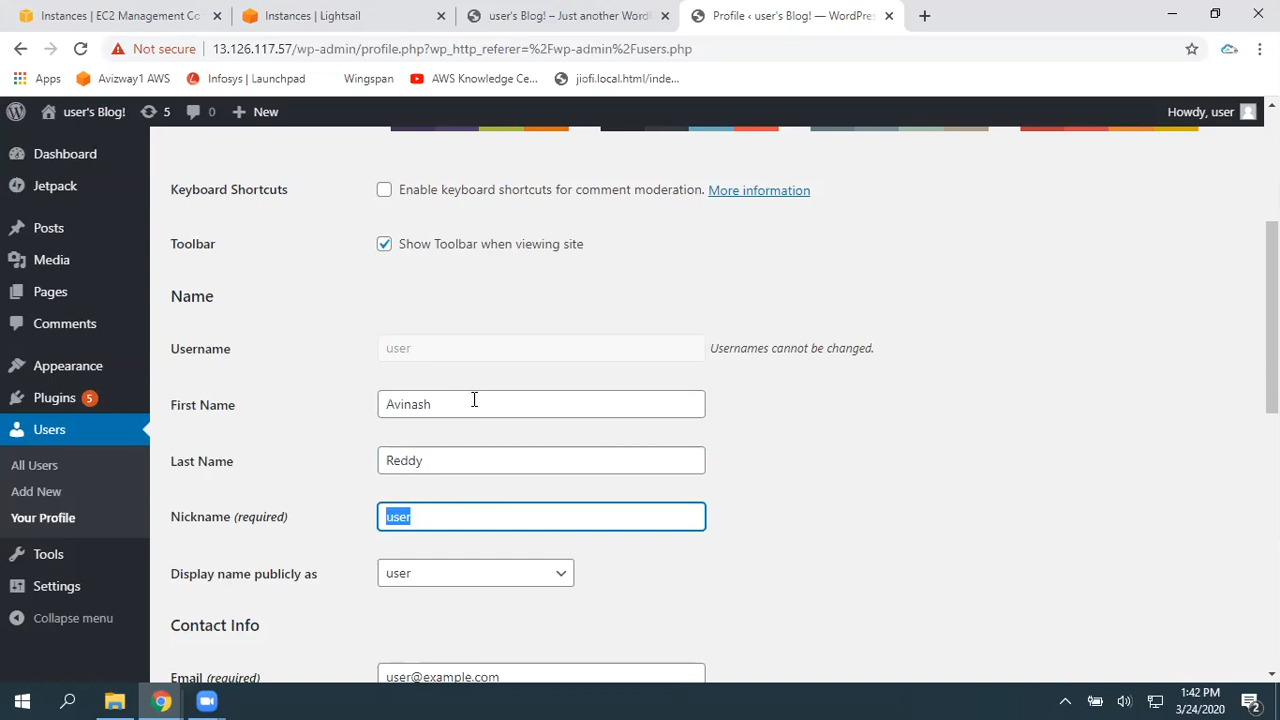 Instances | EC2 Management Co
Instances | Lightsail
user's Blog! – Just another Word
Profile ‹ user's Blog! — WordPres
Not secure 13.126.117.57/wp-admin/profile.php?wp_http_referer=%2Fwp-admin%2Fusers.php
Apps Avizway1 AWS Infosys | Launchpad Wingspan AWS Knowledge Ce... jiofi.local.html/inde...
user's Blog! 5 0 New Howdy, user
Dashboard
Jetpack
Posts
Media
Pages
Comments
Appearance
Plugins 5
Users
All Users
Add New
Your Profile
Tools
Settings
Collapse menu
Keyboard Shortcuts Enable keyboard shortcuts for comment moderation. More information
Toolbar Show Toolbar when viewing site
Name
Username user Usernames cannot be changed.
First Name Avinash
Last Name Reddy
Nickname (required) user
Display name publicly as user
Contact Info
Email (required) user@example.com
1:42 PM
3/24/2020
2